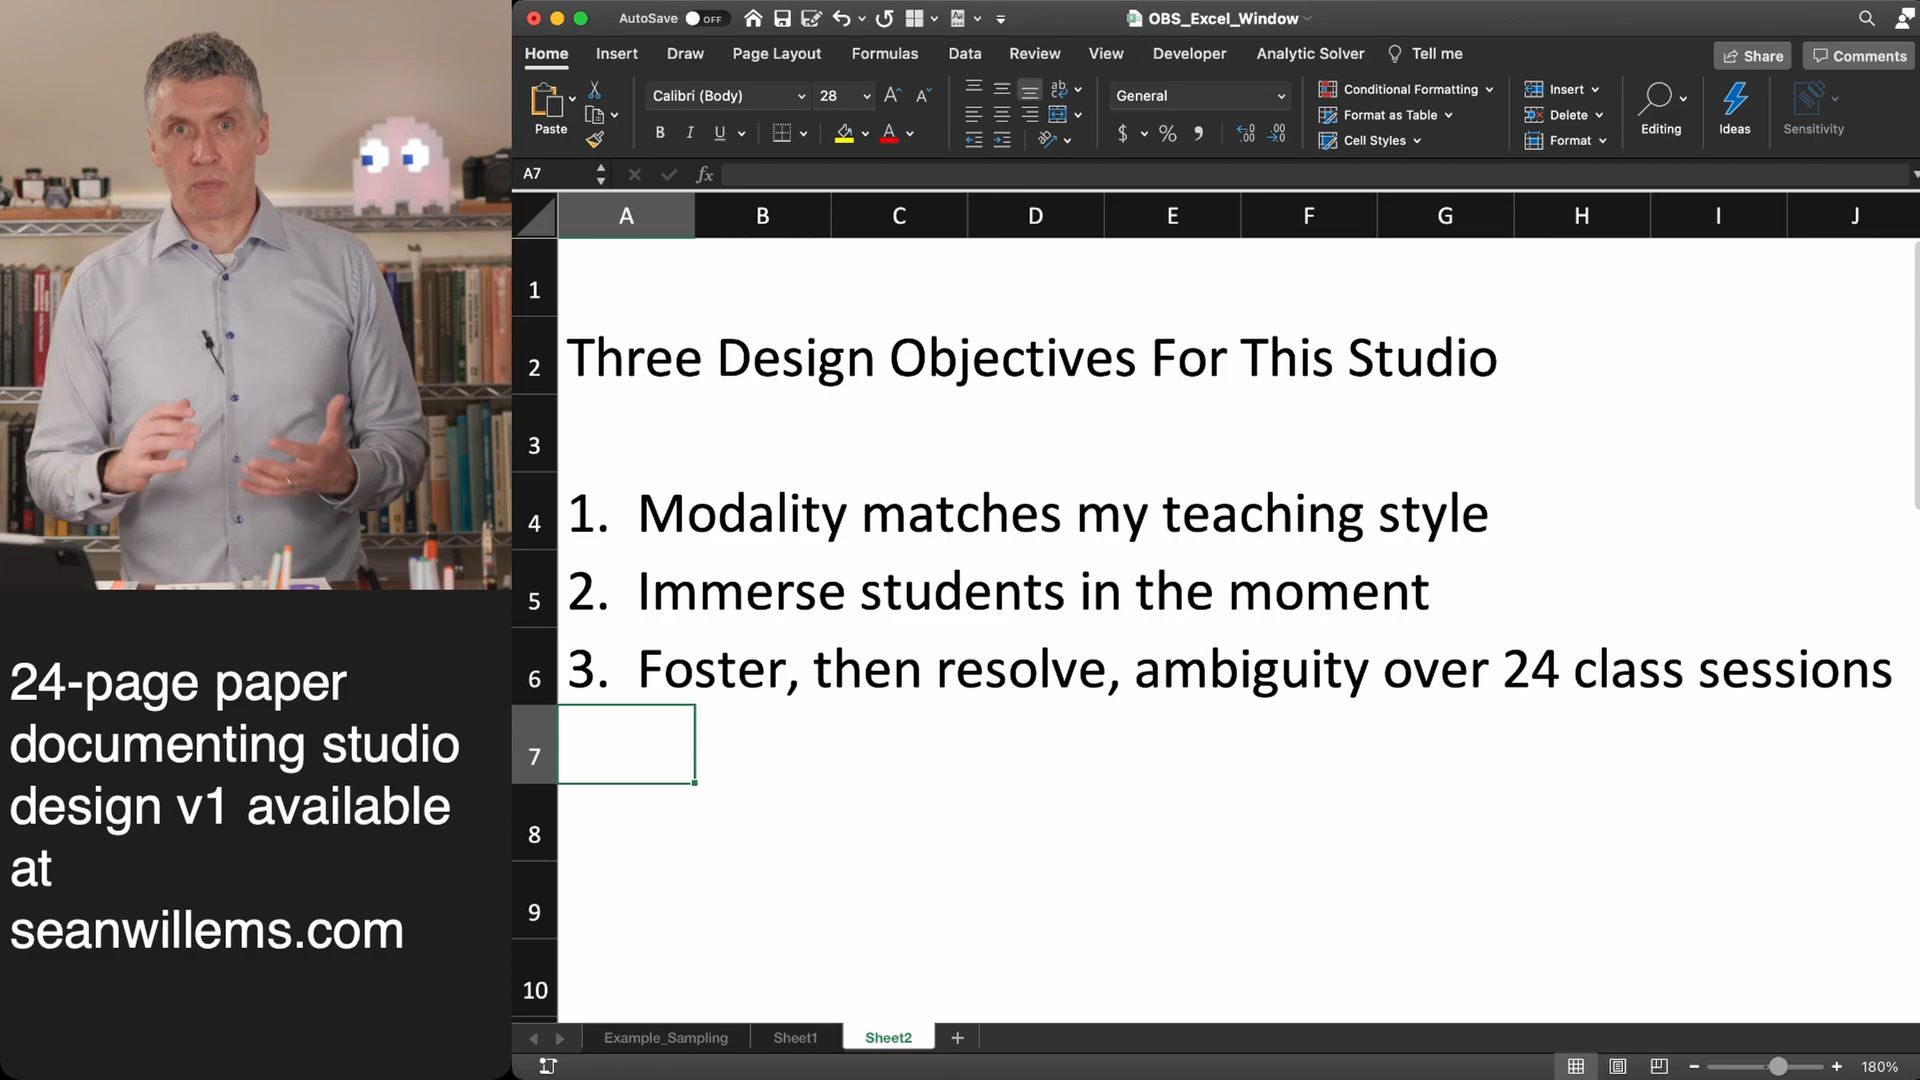 AutoSave OFF
OBS_Excel_Window
Home Insert Draw Page Layout Formulas Data Review View Developer Analytic Solver Tell me
Share Comments
Paste
Calibri (Body) 28
B I U
General
$ %
Conditional Formatting
Format as Table
Cell Styles
Insert
Delete
Format
Editing
Ideas
Sensitivity
A7 fx
A B C D E F G H I J
1
2 Three Design Objectives For This Studio
3
4 1. Modality matches my teaching style
5 2. Immerse students in the moment
6 3. Foster, then resolve, ambiguity over 24 class sessions
7
8
9
10
24-page paper
documenting studio
design v1 available
at
seanwillems.com
Example_Sampling Sheet1 Sheet2 +
180%